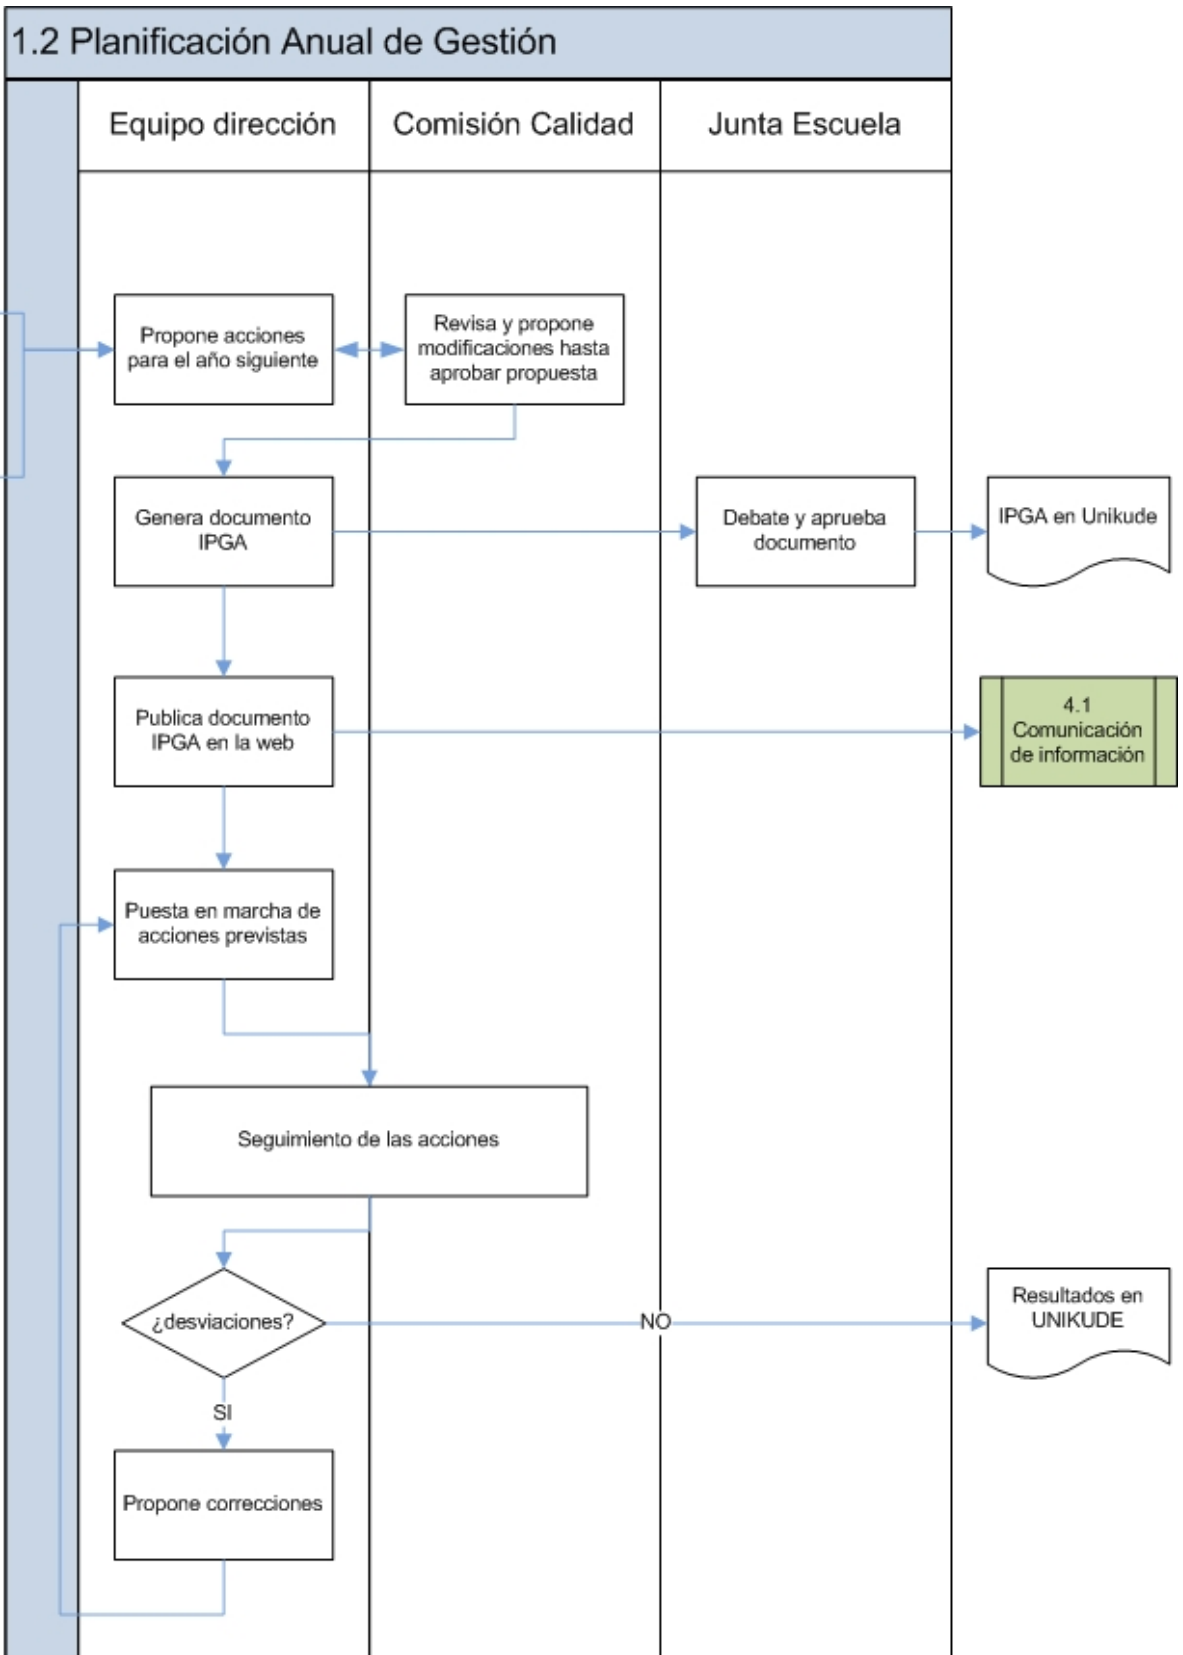 1.2 Planificación Anual de Gestión
Equipo dirección
Comisión Calidad
Junta Escuela
Propone acciones
para el año siguiente
Revisa y propone
modificaciones hasta
aprobar propuesta
Genera documento
IPGA
Debate y aprueba
documento
IPGA en Unikude
Publica documento
IPGA en la web
4.1
Comunicación
de información
Puesta en marcha de
acciones previstas
Seguimiento de las acciones
¿desviaciones?
NO
Resultados en
UNIKUDE
SI
Propone correcciones